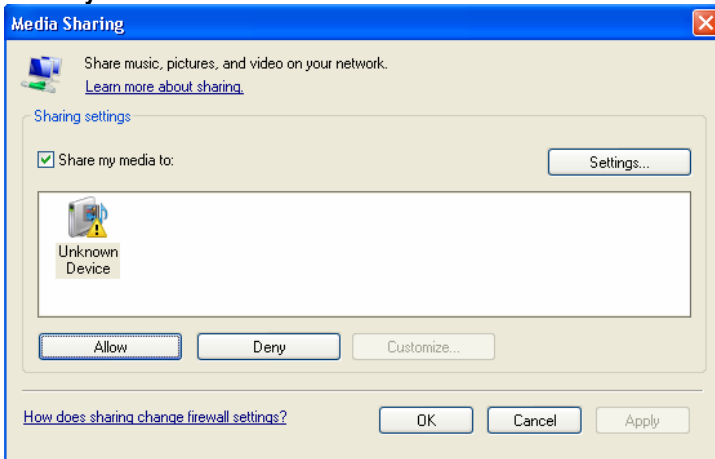 Media Sharing
Share music, pictures, and video on your network.
Learn more about sharing.
Sharing settings
Share my media to:
Settings...
Unknown
Device
Allow
Deny
Customize...
How does sharing change firewall settings?
OK
Cancel
Apply